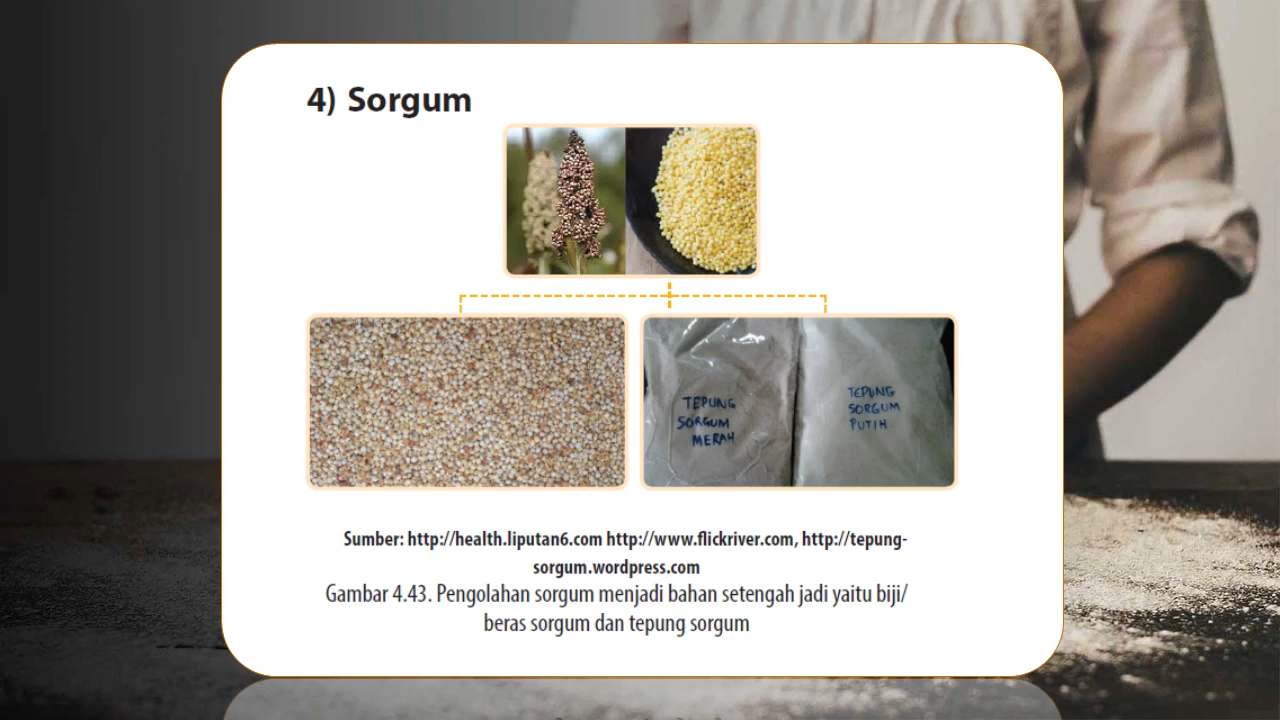 4) Sorgum
TEPUNG
SORGUM
MERAH
TEPUNG
SORGUM
PUTIH
Sumber: http://health.liputan6.com http://www.flickriver.com, http://tepung-
sorgum.wordpress.com
Gambar 4.43. Pengolahan sorgum menjadi bahan setengah jadi yaitu biji/
beras sorgum dan tepung sorgum